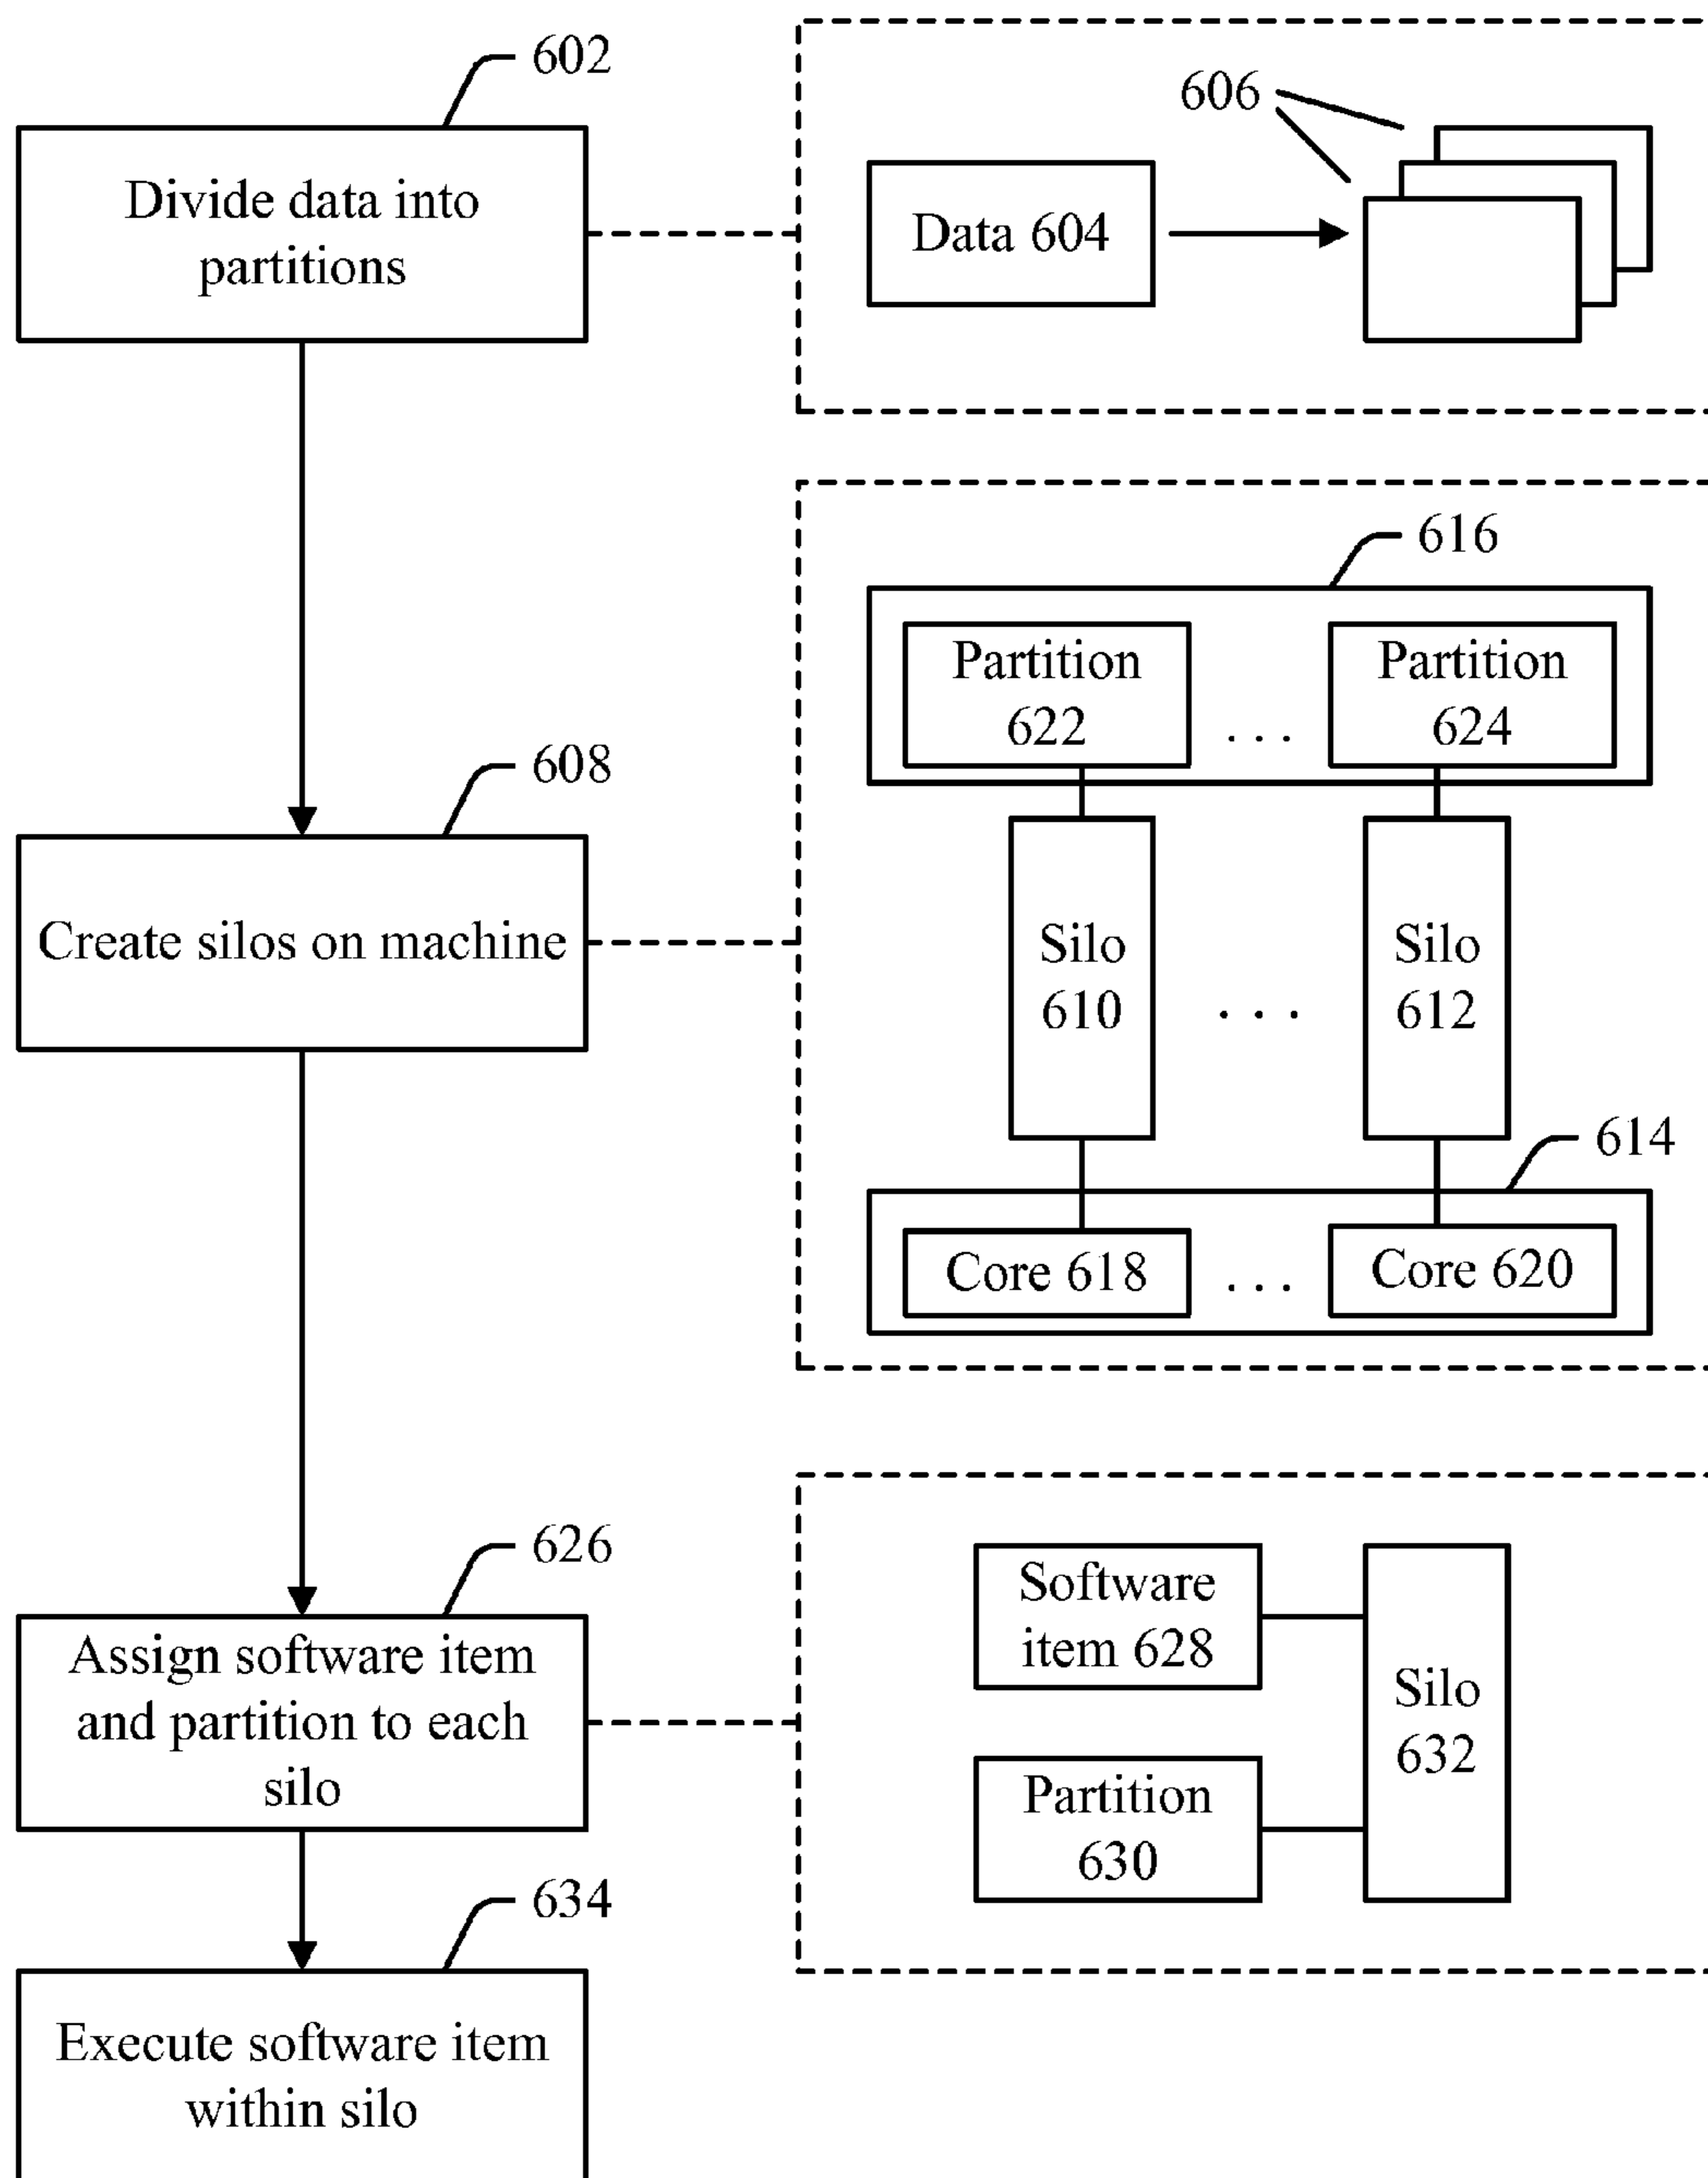 602
Divide data into
partitions
606
Data 604
616
Partition
622
. . .
Partition
624
608
Create silos on machine
Silo
610
. . .
Silo
612
614
Core 618
. . .
Core 620
626
Assign software item
and partition to each
silo
Software
item 628
Silo
632
Partition
630
634
Execute software item
within silo